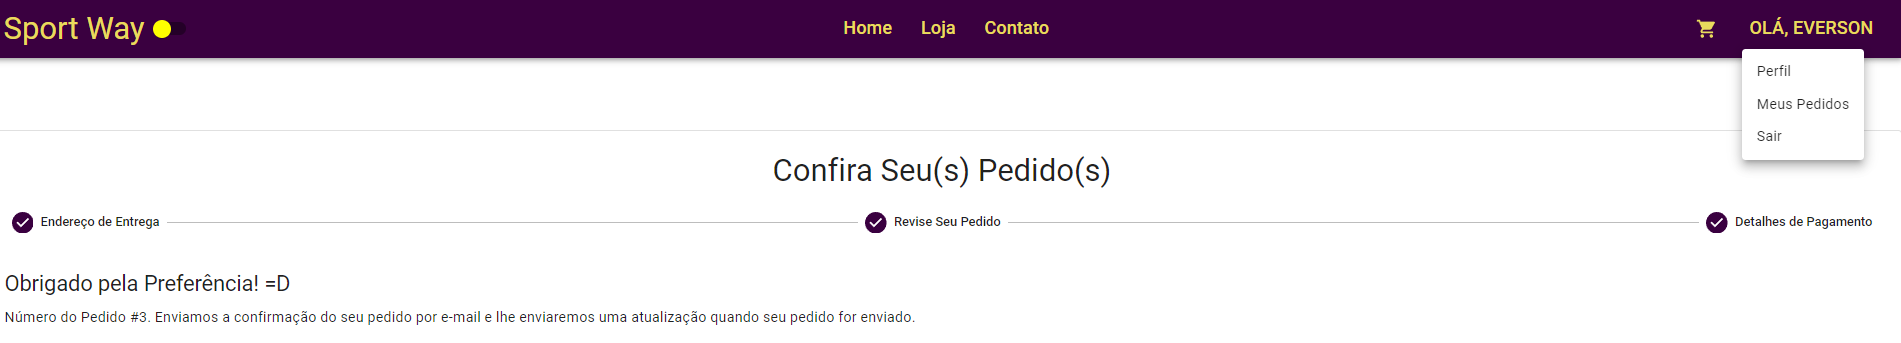 Sport Way
Home Loja Contato
OLÁ, EVERSON
Perfil
Meus Pedidos
Sair
Confira Seu(s) Pedido(s)
Endereço de Entrega Revise Seu Pedido Detalhes de Pagamento
Obrigado pela Preferência! =D
Número do Pedido #3. Enviamos a confirmação do seu pedido por e-mail e lhe enviaremos uma atualização quando seu pedido for enviado.